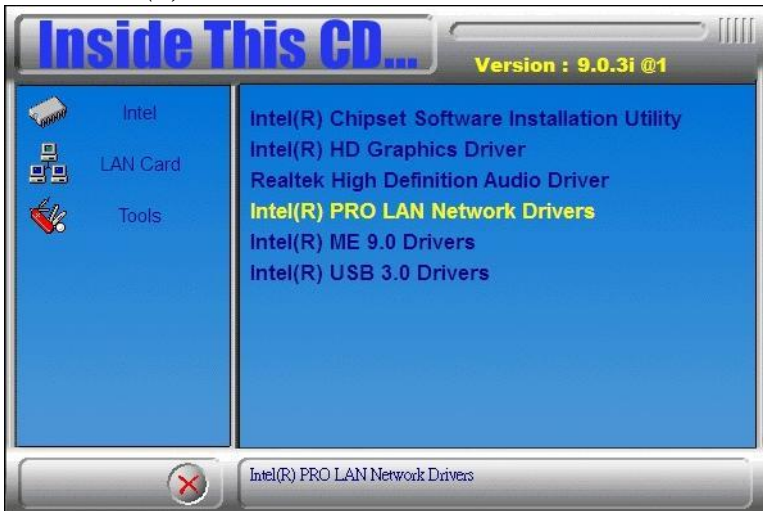 Inside This CD...
Version : 9.0.3i @1
Intel
LAN Card
Tools
Intel(R) Chipset Software Installation Utility
Intel(R) HD Graphics Driver
Realtek High Definition Audio Driver
Intel(R) PRO LAN Network Drivers
Intel(R) ME 9.0 Drivers
Intel(R) USB 3.0 Drivers
Intel(R) PRO LAN Network Drivers